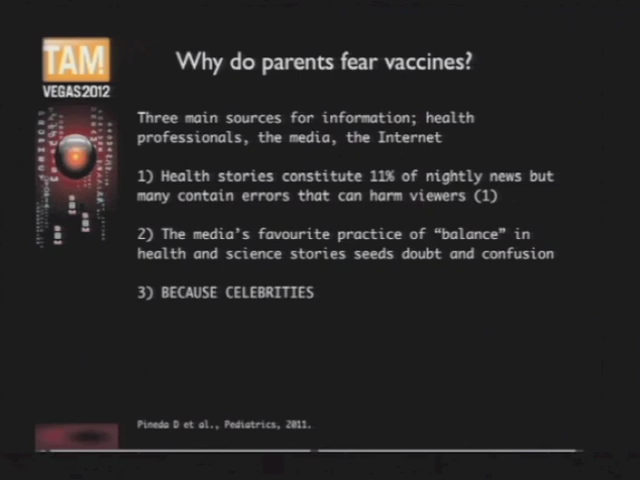 TAM!
VEGAS2012
Why do parents fear vaccines?
Three main sources for information; health
professionals, the media, the Internet
1) Health stories constitute 11% of nightly news but
many contain errors that can harm viewers (1)
2) The media's favourite practice of "balance" in
health and science stories seeds doubt and confusion
3) BECAUSE CELEBRITIES
Pineda D et al., Pediatrics, 2011.